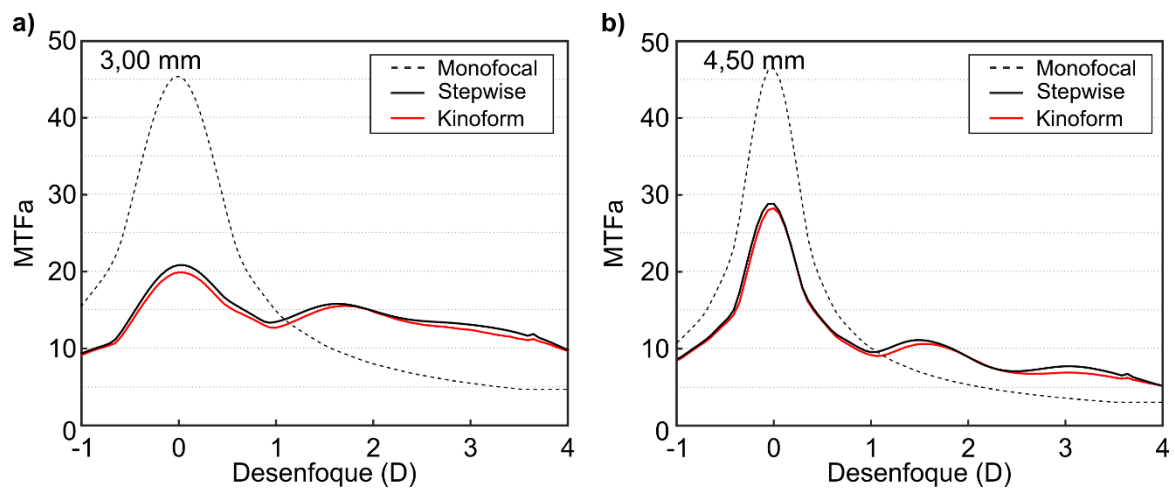 a)
3,00 mm
Monofocal
Stepwise
Kinoform
50
40
30
20
10
0
MTFa
-1 0 1 2 3 4
Desenfoque (D)
b)
4,50 mm
Monofocal
Stepwise
Kinoform
50
40
30
20
10
0
MTFa
-1 0 1 2 3 4
Desenfoque (D)